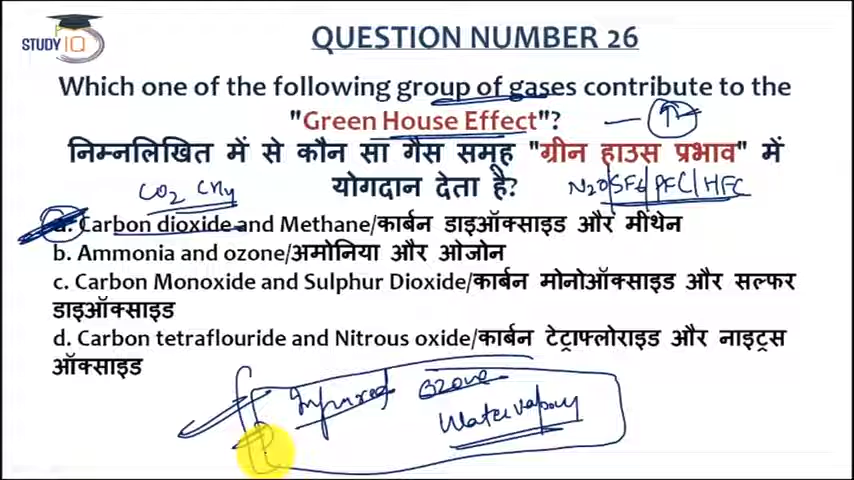 STUDY IQ
QUESTION NUMBER 26
Which one of the following group of gases contribute to the
"Green House Effect"?
निम्नलिखित में से कौन सा गैस समूह "ग्रीन हाउस प्रभाव" में
योगदान देता है?
CO2 CH4
N2O|SF6|PFC|HFC
a. Carbon dioxide and Methane/कार्बन डाइऑक्साइड और मीथेन
b. Ammonia and ozone/अमोनिया और ओजोन
c. Carbon Monoxide and Sulphur Dioxide/कार्बन मोनोऑक्साइड और सल्फर
डाइऑक्साइड
d. Carbon tetraflouride and Nitrous oxide/कार्बन टेट्राफ्लोराइड और नाइट्रस
ऑक्साइड
Infrared Ozone
Water vapour